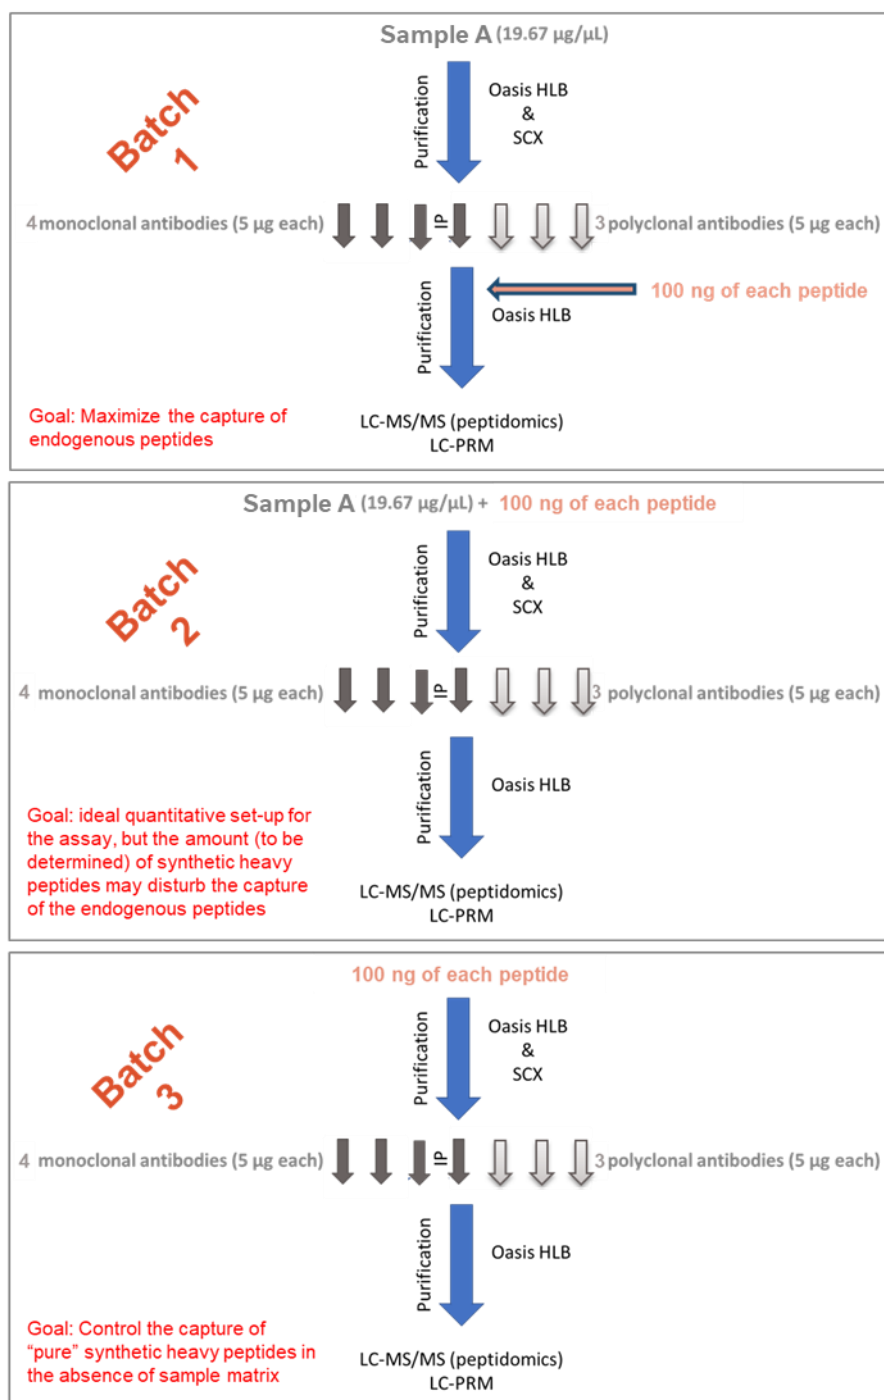 Sample A (19.67 µg/µL)
Batch
1
Purification
Oasis HLB
&
SCX
4 monoclonal antibodies (5 µg each)
IP
3 polyclonal antibodies (5 µg each)
Purification
100 ng of each peptide
Oasis HLB
Goal: Maximize the capture of
endogenous peptides
LC-MS/MS (peptidomics)
LC-PRM
Sample A (19.67 µg/µL) + 100 ng of each peptide
Batch
2
Purification
Oasis HLB
&
SCX
4 monoclonal antibodies (5 µg each)
IP
3 polyclonal antibodies (5 µg each)
Purification
Oasis HLB
Goal: ideal quantitative set-up for
the assay, but the amount (to be
determined) of synthetic heavy
peptides may disturb the capture
of the endogenous peptides
LC-MS/MS (peptidomics)
LC-PRM
100 ng of each peptide
Batch
3
Purification
Oasis HLB
&
SCX
4 monoclonal antibodies (5 µg each)
IP
3 polyclonal antibodies (5 µg each)
Purification
Oasis HLB
Goal: Control the capture of
“pure” synthetic heavy peptides in
the absence of sample matrix
LC-MS/MS (peptidomics)
LC-PRM